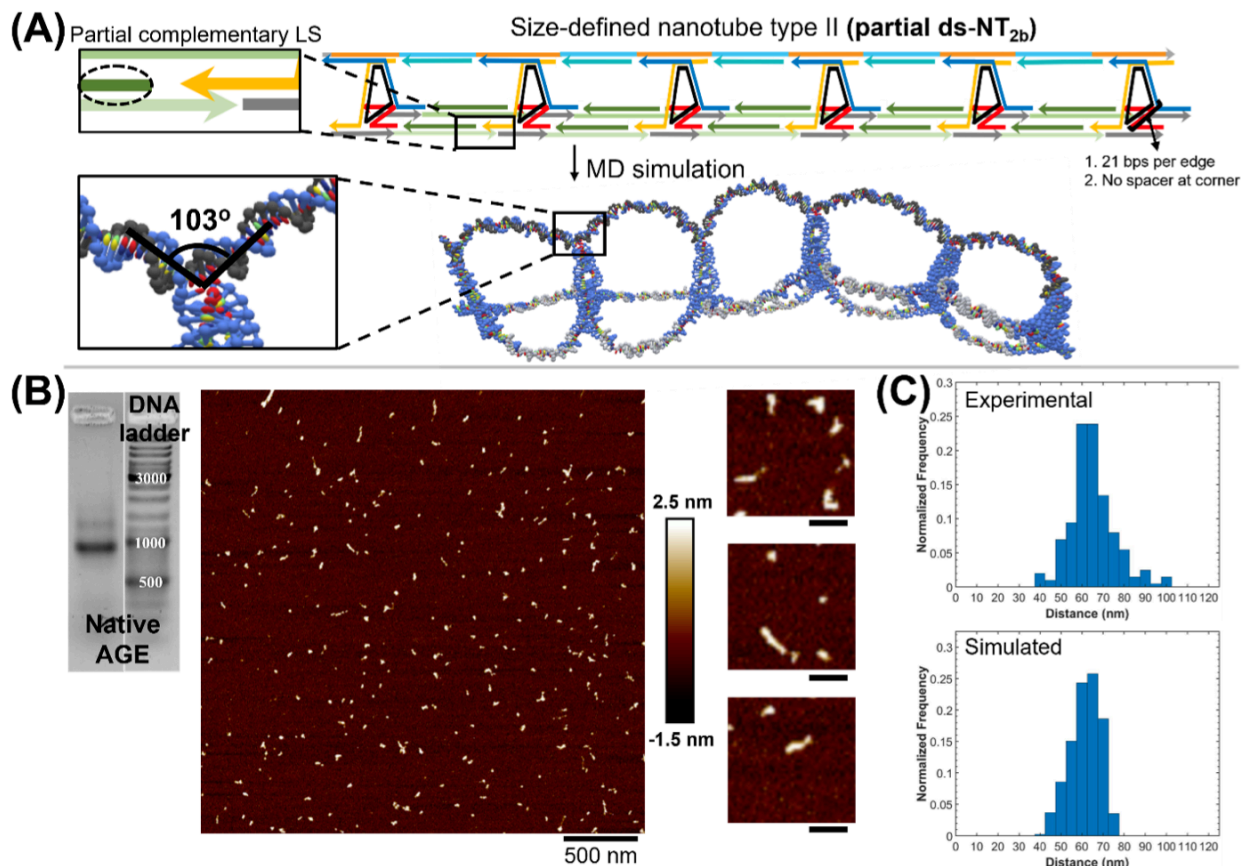 (A)
Partial complementary LS
Size-defined nanotube type II (partial ds-NT2b)
1. 21 bps per edge
2. No spacer at corner
MD simulation
103°
(B)
DNA
ladder
3000
1000
500
Native
AGE
2.5 nm
-1.5 nm
500 nm
(C)
Experimental
Normalized Frequency
0.3
0.25
0.2
0.15
0.1
0.05
0
0 10 20 30 40 50 60 70 80 90 100 110 120
Distance (nm)
Simulated
Normalized Frequency
0.3
0.25
0.2
0.15
0.1
0.05
0
0 10 20 30 40 50 60 70 80 90 100 110 120
Distance (nm)